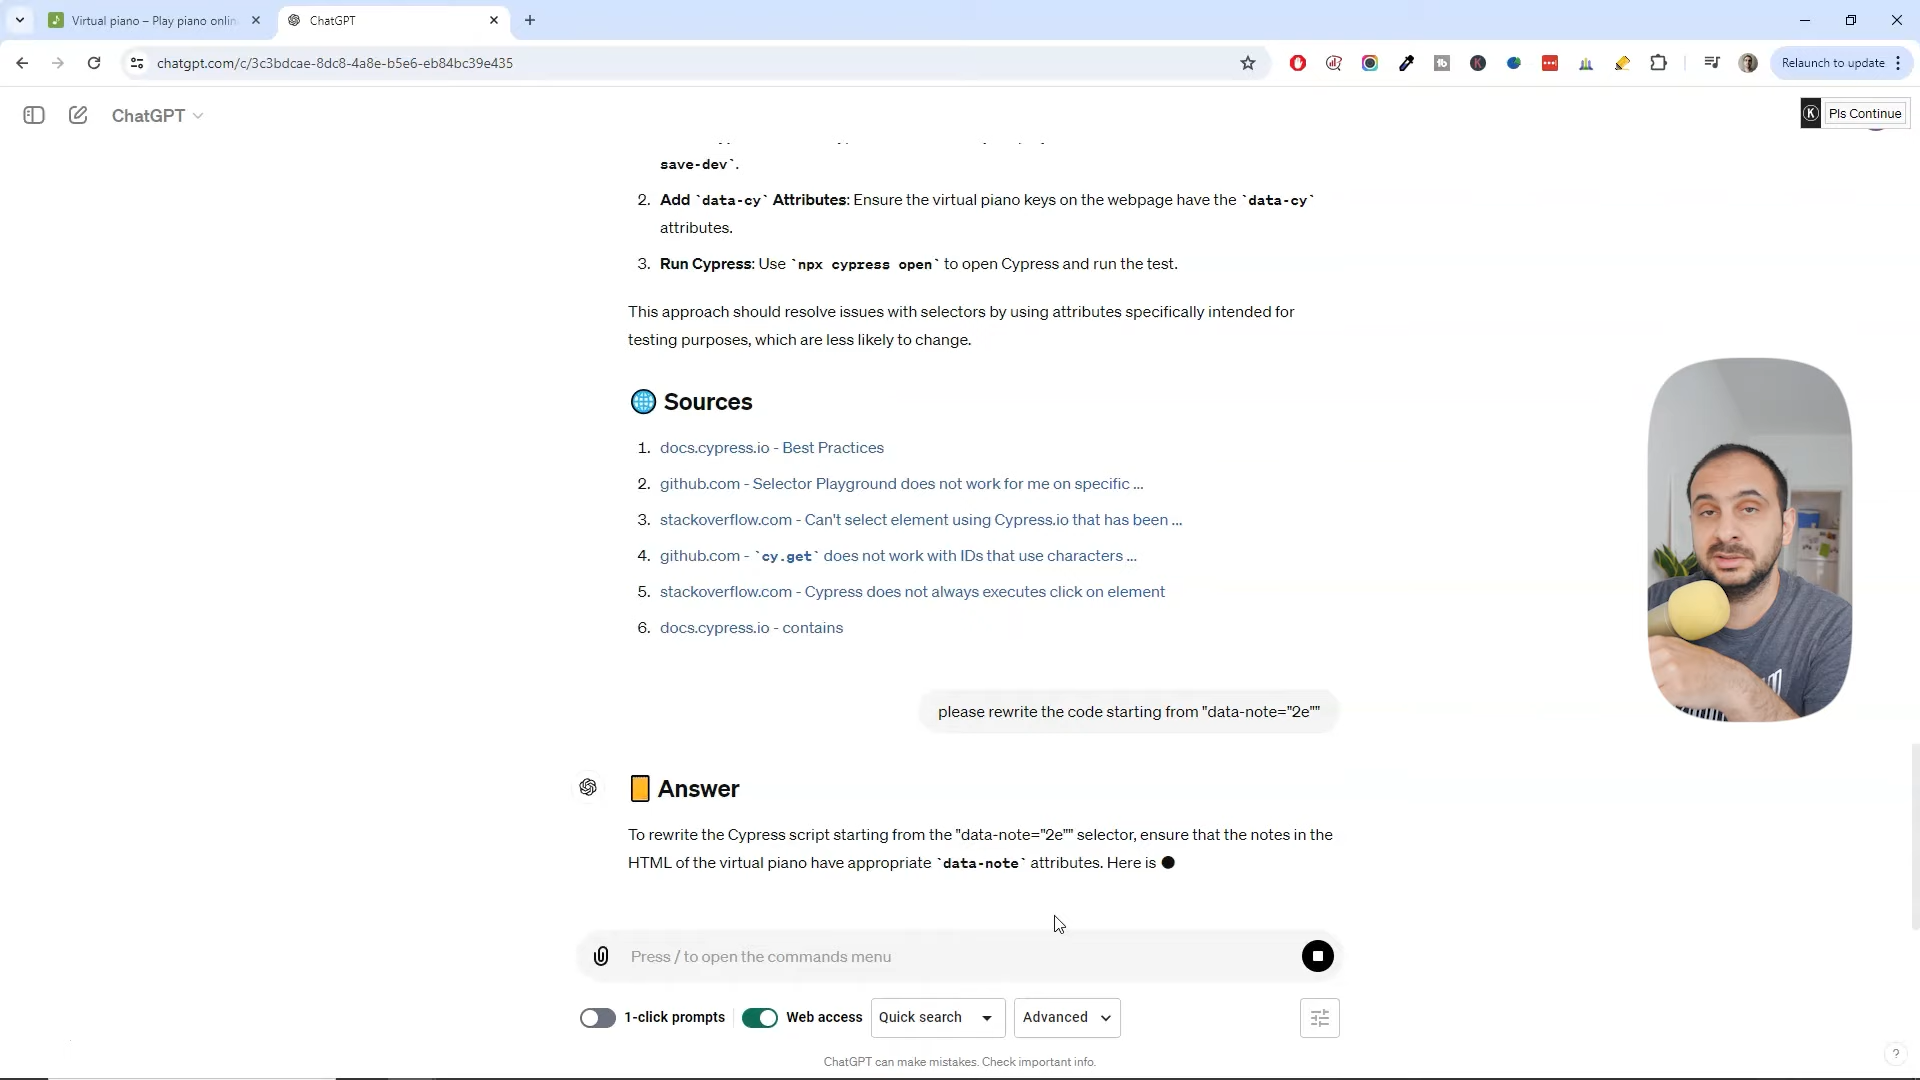 Virtual piano – Play piano onlin
ChatGPT
chatgpt.com/c/3c3bdcae-8dc8-4a8e-b5e6-eb84bc39e435
Relaunch to update
ChatGPT
K
Pls Continue
save-dev`.
2. Add `data-cy` Attributes: Ensure the virtual piano keys on the webpage have the `data-cy`
attributes.
3. Run Cypress: Use `npx cypress open` to open Cypress and run the test.
This approach should resolve issues with selectors by using attributes specifically intended for
testing purposes, which are less likely to change.
Sources
1. docs.cypress.io - Best Practices
2. github.com - Selector Playground does not work for me on specific ...
3. stackoverflow.com - Can't select element using Cypress.io that has been ...
4. github.com - `cy.get` does not work with IDs that use characters ...
5. stackoverflow.com - Cypress does not always executes click on element
6. docs.cypress.io - contains
please rewrite the code starting from "data-note="2e""
Answer
To rewrite the Cypress script starting from the "data-note="2e"" selector, ensure that the notes in the
HTML of the virtual piano have appropriate `data-note` attributes. Here is
Press / to open the commands menu
1-click prompts
Web access
Quick search
Advanced
ChatGPT can make mistakes. Check important info.
?